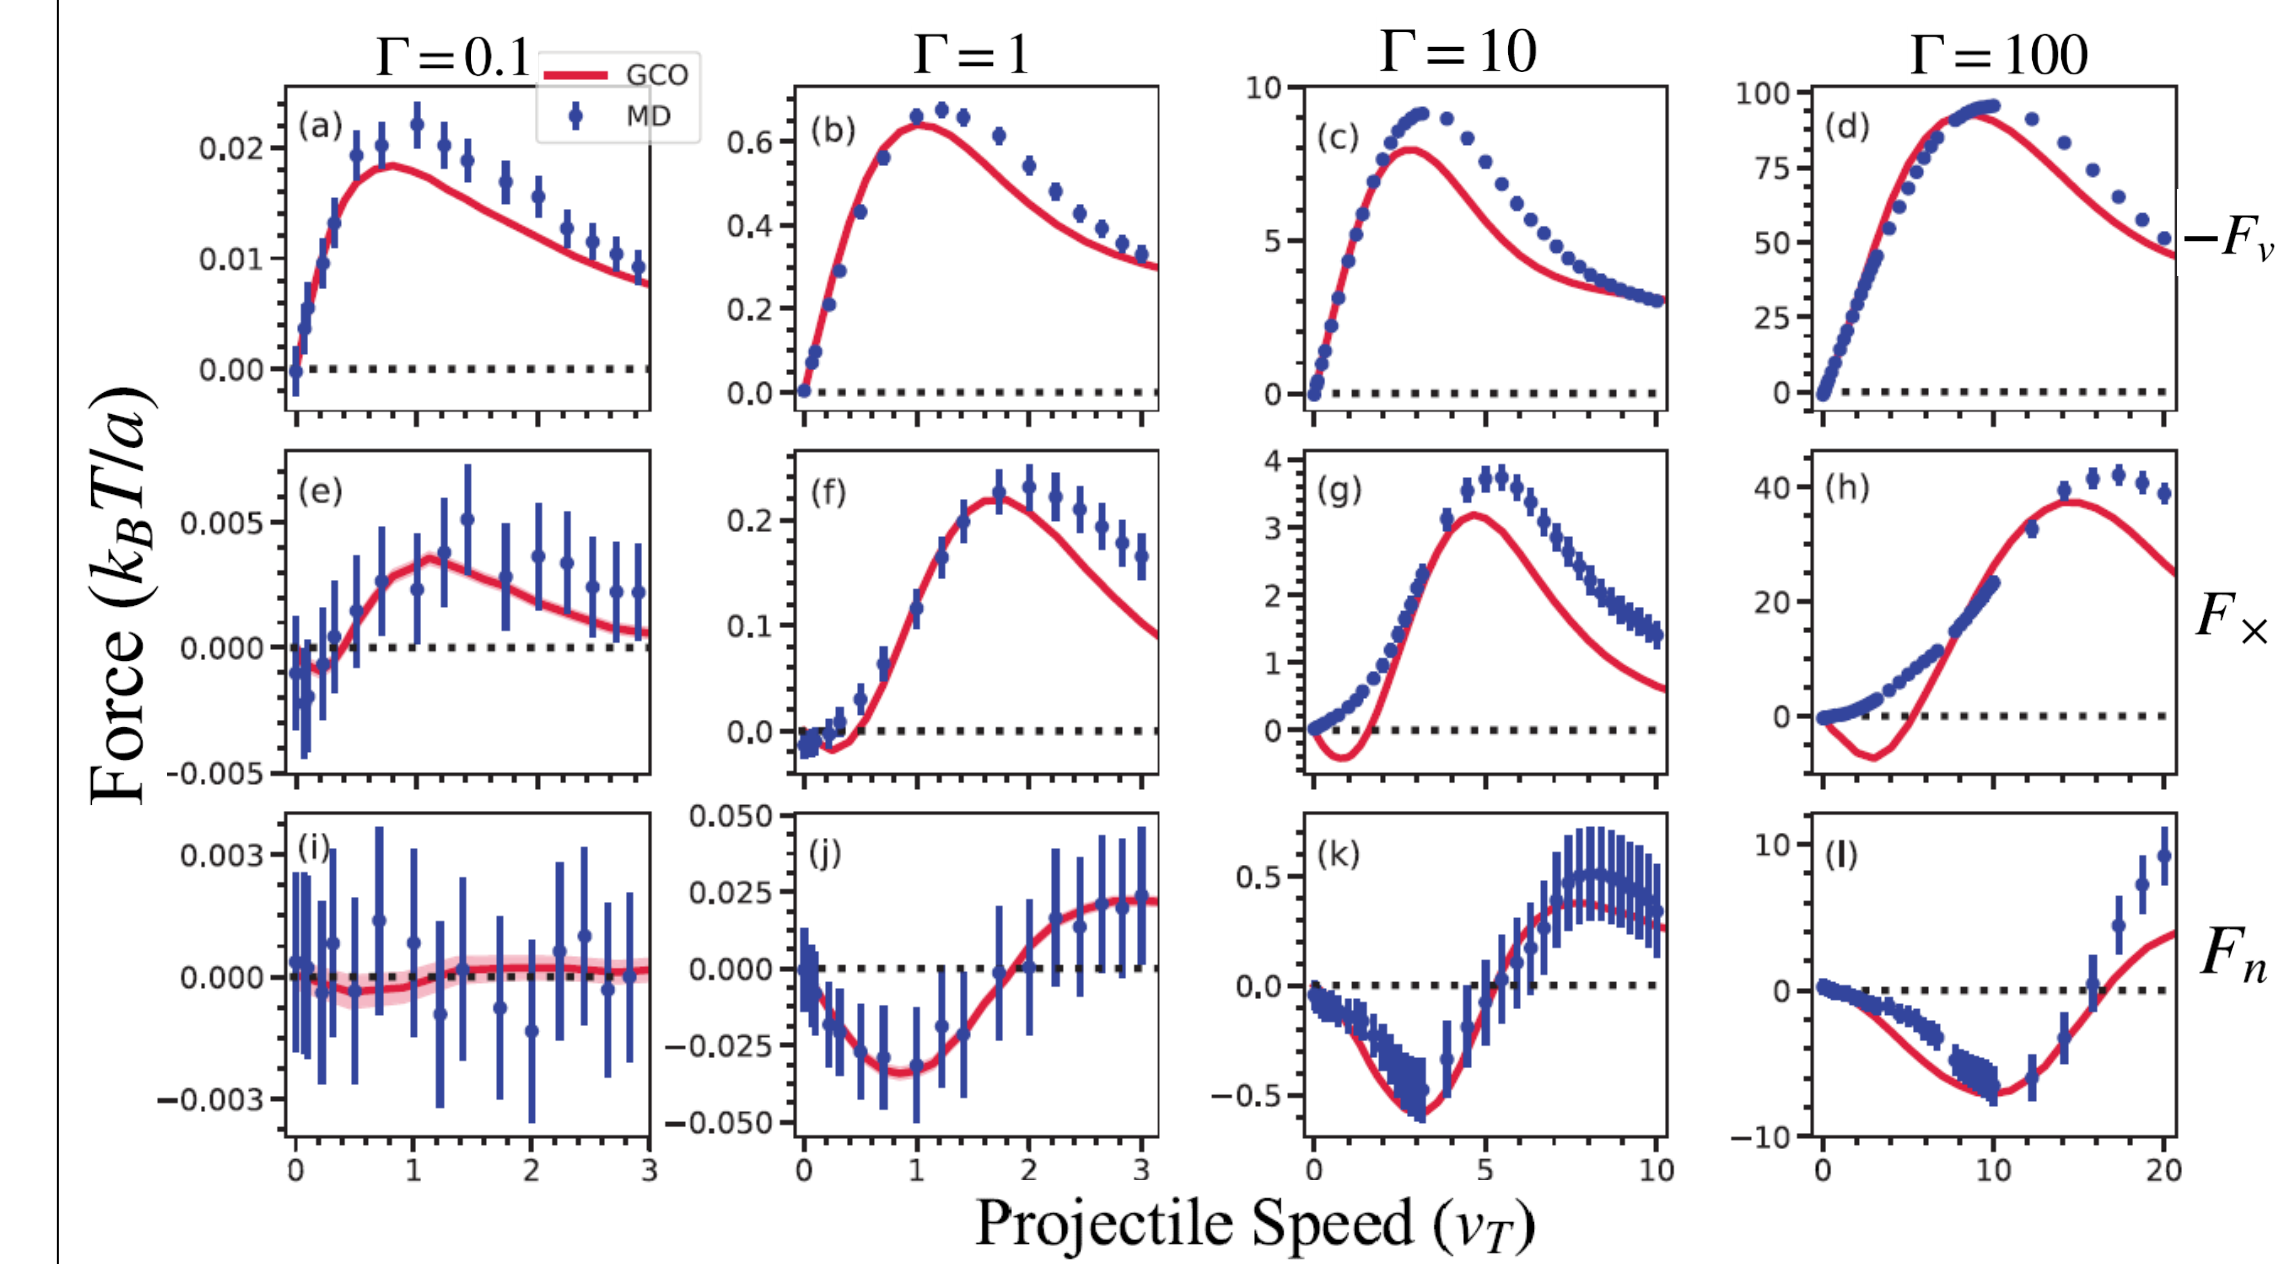 Γ = 0.1
Γ = 1
Γ = 10
Γ = 100
GCO
MD
(a)
0.02
0.01
0.00
(b)
0.6
0.4
0.2
0.0
(c)
10
5
0
(d)
100
75
50
25
0
−Fᵥ
Force (k_BT/a)
(e)
0.005
0.000
-0.005
(f)
0.2
0.1
0.0
(g)
4
3
2
1
0
(h)
40
20
0
F×
(i)
0.003
0.000
−0.003
0 1 2 3
(j)
0.050
0.025
0.000
−0.025
−0.050
0 1 2 3
(k)
0.5
0.0
−0.5
0 5 10
(l)
10
0
−10
0 10 20
Fₙ
Projectile Speed (v_T)